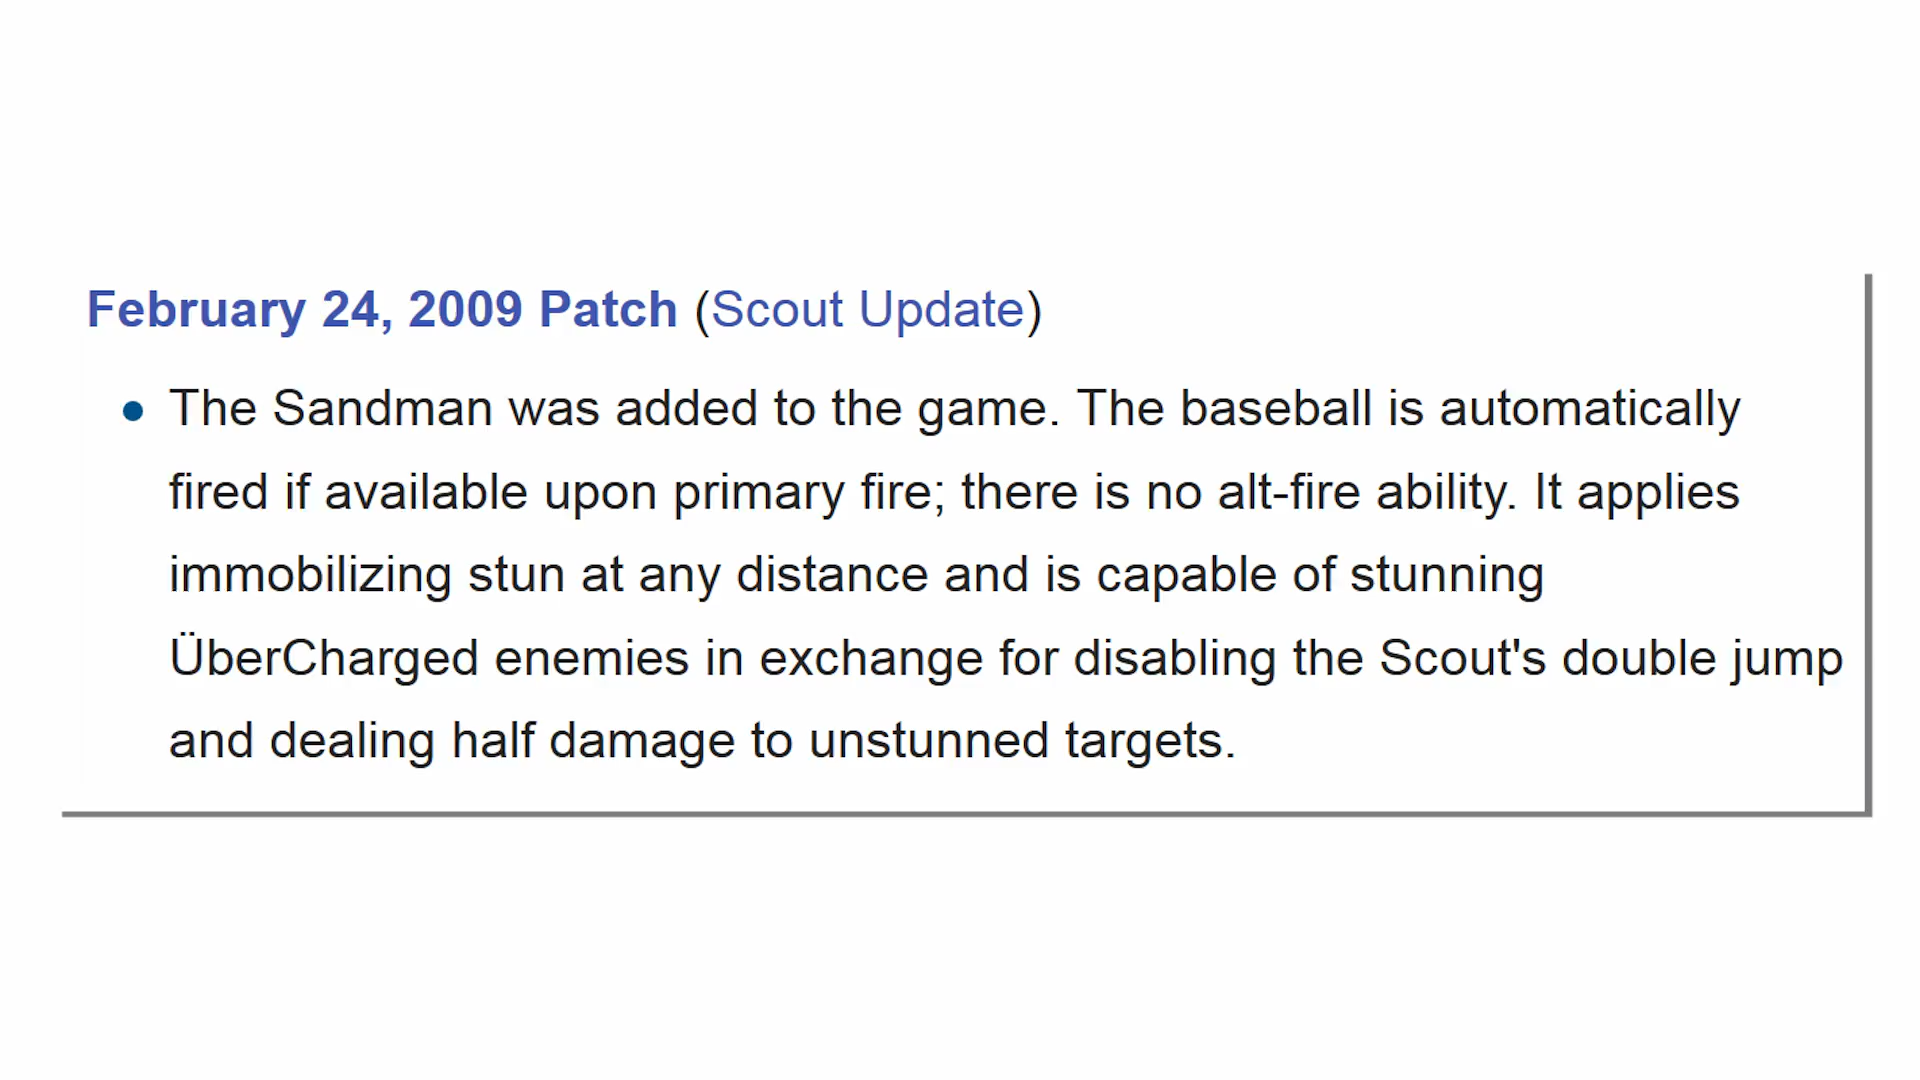 February 24, 2009 Patch (Scout Update)
• The Sandman was added to the game. The baseball is automatically
fired if available upon primary fire; there is no alt-fire ability. It applies
immobilizing stun at any distance and is capable of stunning
ÜberCharged enemies in exchange for disabling the Scout's double jump
and dealing half damage to unstunned targets.